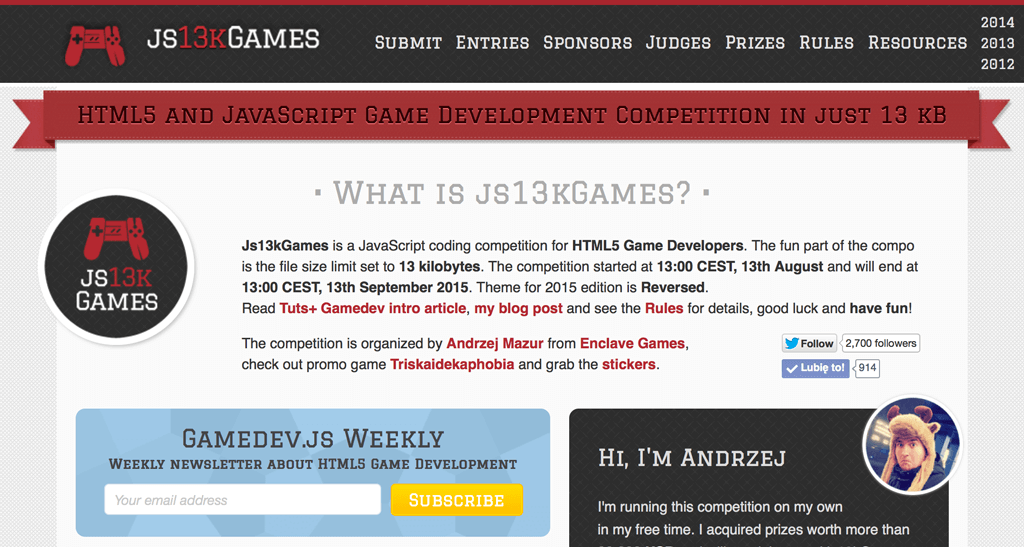 js13kGames
Submit Entries Sponsors Judges Prizes Rules Resources
2014
2013
2012
HTML5 and JavaScript Game Development Competition in just 13 kB
· What is js13kGames? ·
js13k
Games
Js13kGames is a JavaScript coding competition for HTML5 Game Developers. The fun part of the compo
is the file size limit set to 13 kilobytes. The competition started at 13:00 CEST, 13th August and will end at
13:00 CEST, 13th September 2015. Theme for 2015 edition is Reversed.
Read Tuts+ Gamedev intro article, my blog post and see the Rules for details, good luck and have fun!
The competition is organized by Andrzej Mazur from Enclave Games,
check out promo game Triskaidekaphobia and grab the stickers.
Follow 2,700 followers
Lubię to! 914
Gamedev.js Weekly
Weekly newsletter about HTML5 Game Development
Your email address
Subscribe
Hi, I'm Andrzej
I'm running this competition on my own
in my free time. I acquired prizes worth more than